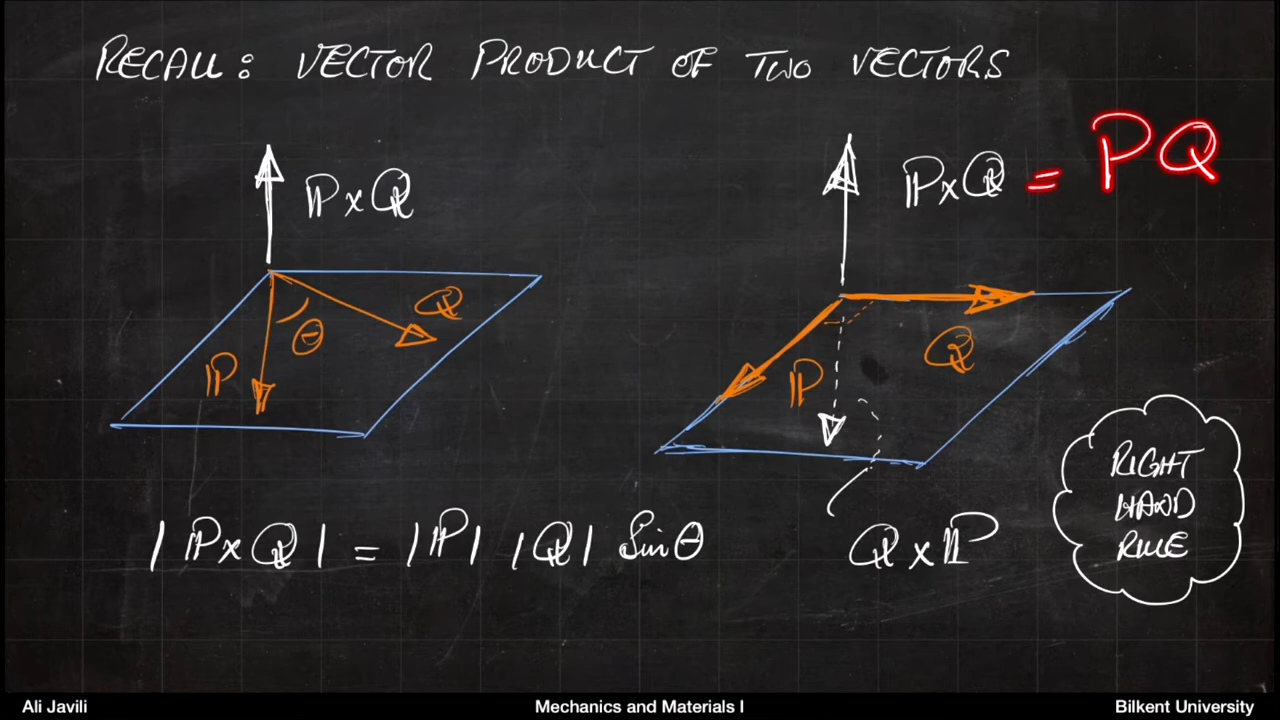 RECALL: VECTOR PRODUCT OF TWO VECTORS
P×Q
P×Q = PQ
θ
Q
P
Q
P
|P×Q| = |P| |Q| Sinθ
Q×P
RIGHT
HAND
RULE
Ali Javili
Mechanics and Materials I
Bilkent University